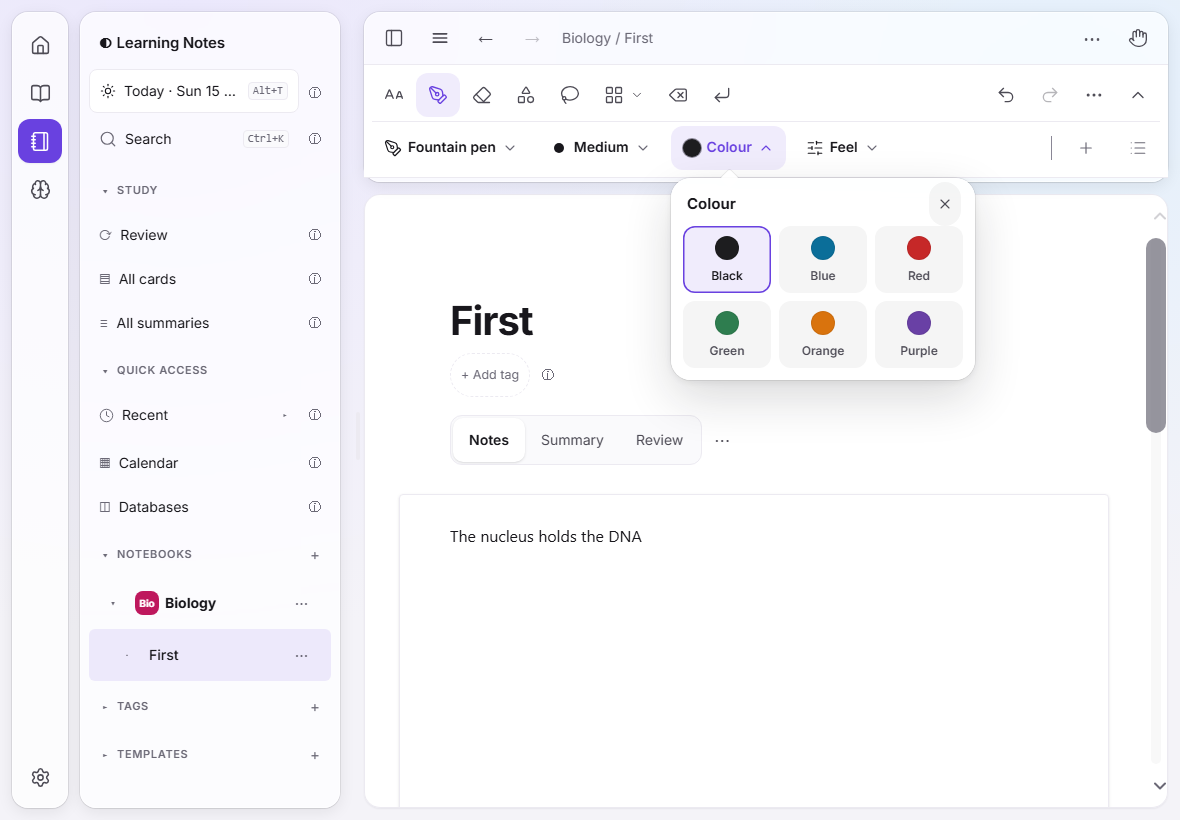 Learning Notes
Today · Sun 15 ... Alt+T
Search Ctrl+K
STUDY
Review
All cards
All summaries
QUICK ACCESS
Recent
Calendar
Databases
NOTEBOOKS
Bio Biology
First
TAGS
TEMPLATES
Biology / First
AA
Fountain pen Medium Colour Feel
Colour
Black Blue Red
Green Orange Purple
First
+ Add tag
Notes Summary Review
The nucleus holds the DNA